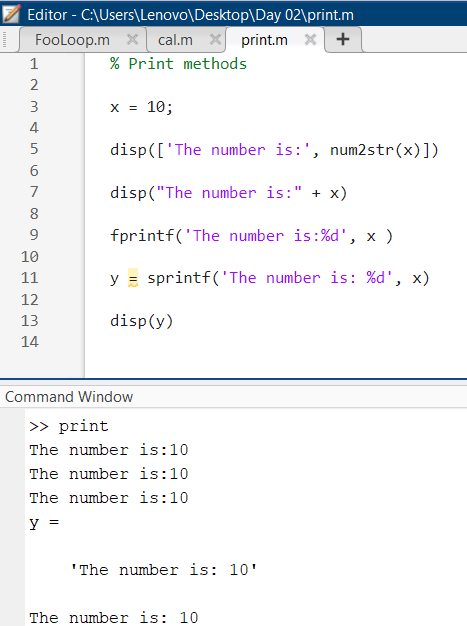 Editor - C:\Users\Lenovo\Desktop\Day 02\print.m
FooLoop.m × cal.m × print.m × +
1 % Print methods
2
3 x = 10;
4
5 disp(['The number is:', num2str(x)])
6
7 disp("The number is:" + x)
8
9 fprintf('The number is:%d', x )
10
11 y = sprintf('The number is: %d', x)
12
13 disp(y)
14
Command Window
>> print
The number is:10
The number is:10
The number is:10
y =
'The number is: 10'
The number is: 10